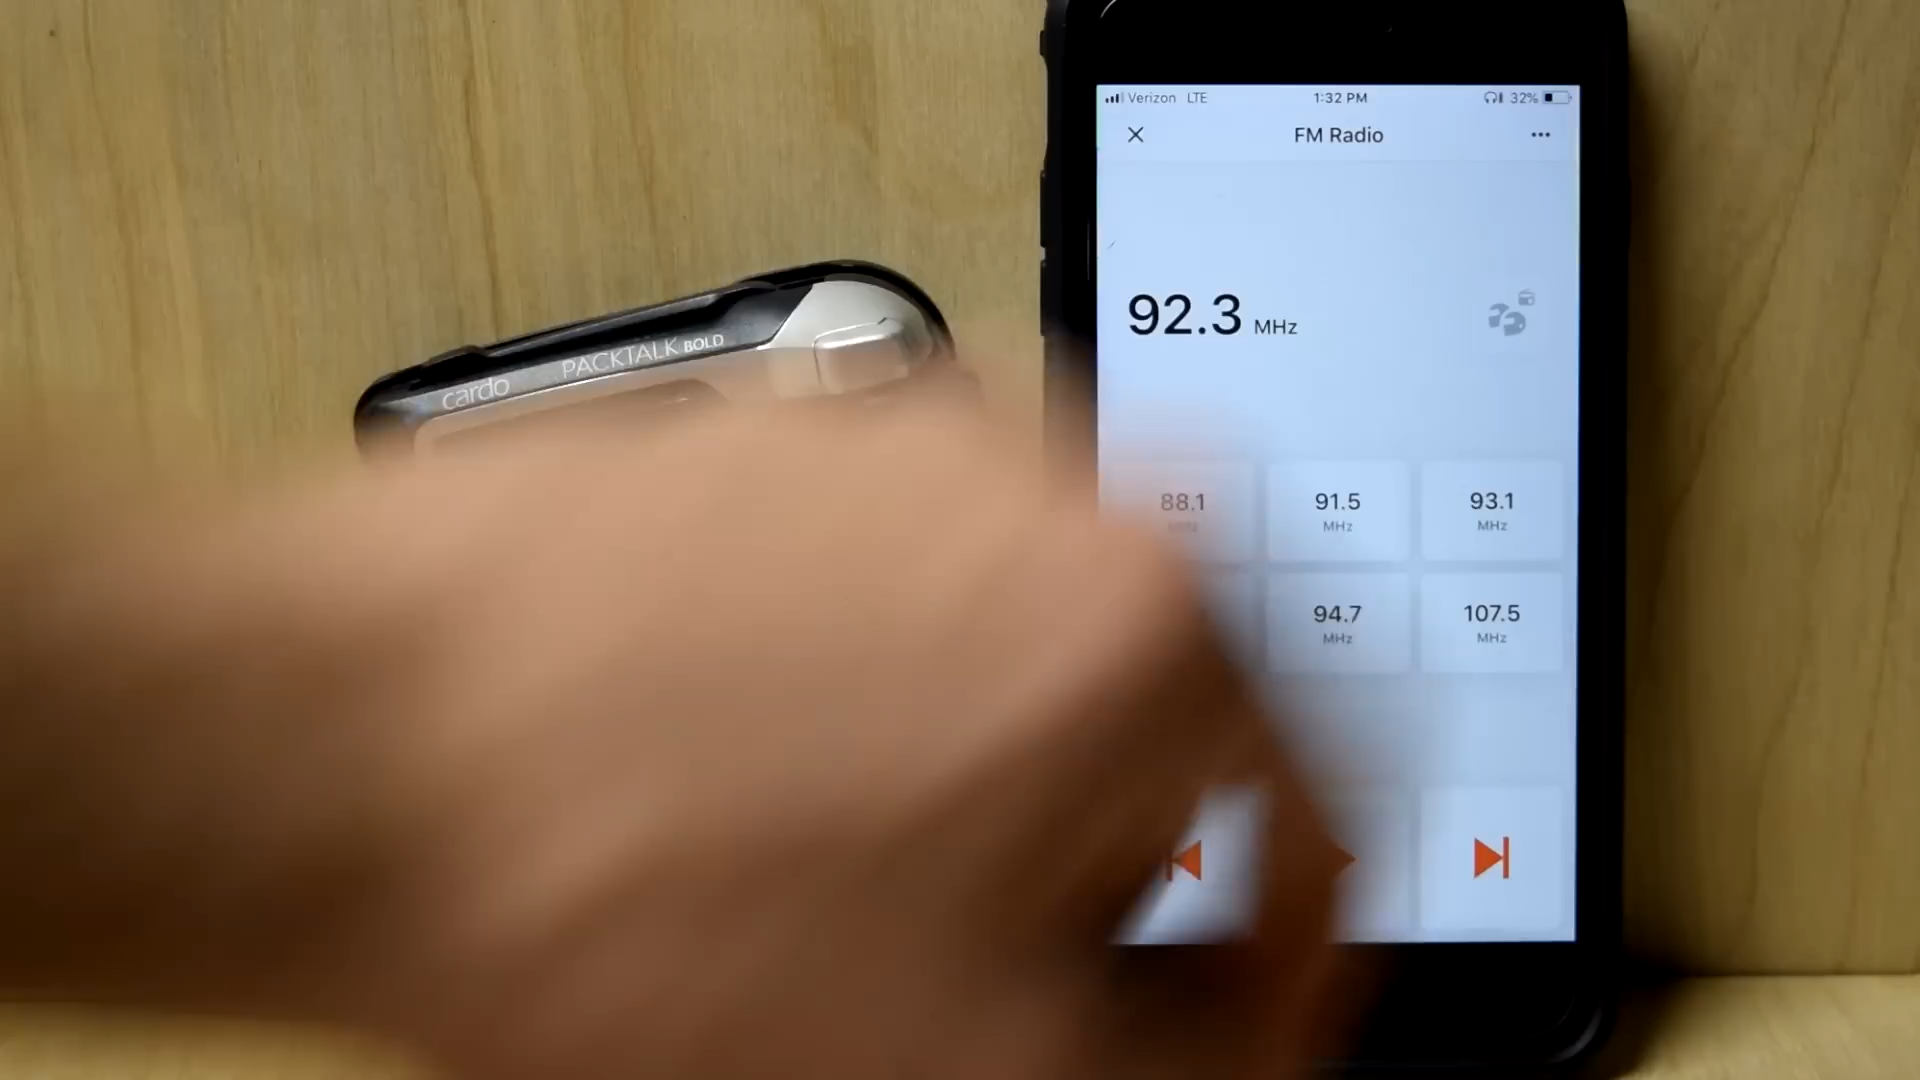 Verizon LTE 1:32 PM 32%
FM Radio
92.3 MHz
cardo PACKTALK BOLD
88.1 91.5 93.1
MHz MHz
94.7 107.5
MHz MHz